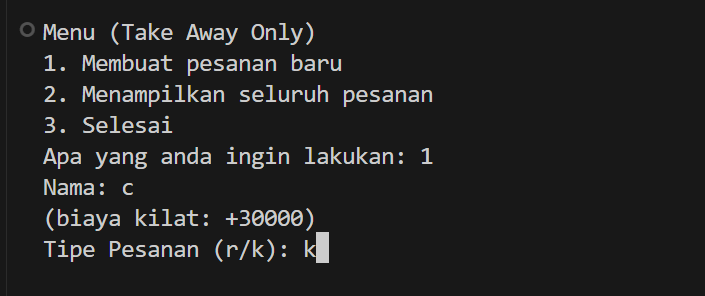 Menu (Take Away Only)
1. Membuat pesanan baru
2. Menampilkan seluruh pesanan
3. Selesai
Apa yang anda ingin lakukan: 1
Nama: c
(biaya kilat: +30000)
Tipe Pesanan (r/k): k